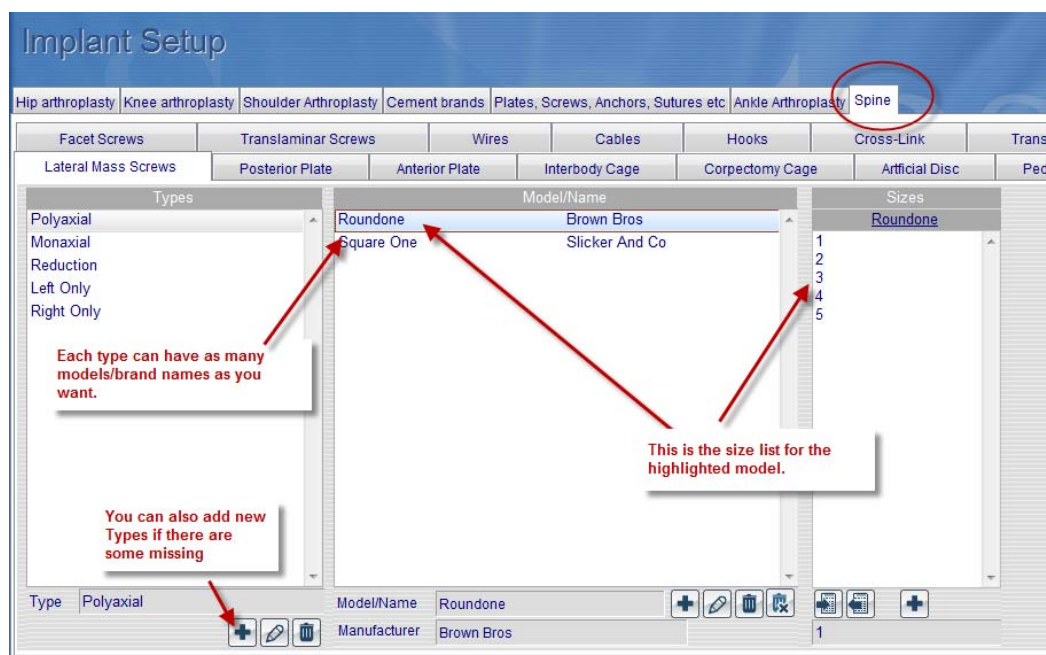 Implant Setup
Hip arthroplasty Knee arthroplasty Shoulder Arthroplasty Cement brands Plates, Screws, Anchors, Sutures etc Ankle Arthroplasty Spine
Facet Screws Translaminar Screws Wires Cables Hooks Cross-Link Trans
Lateral Mass Screws Posterior Plate Anterior Plate Interbody Cage Corpectomy Cage Artficial Disc Ped
Types Model/Name Sizes
Polyaxial Roundone Brown Bros Roundone
Monaxial Square One Slicker And Co 1
Reduction 2
Left Only 3
Right Only 4
5
Each type can have as many
models/brand names as you
want.
This is the size list for the
highlighted model.
You can also add new
Types if there are
some missing
Type Polyaxial Model/Name Roundone
Manufacturer Brown Bros 1